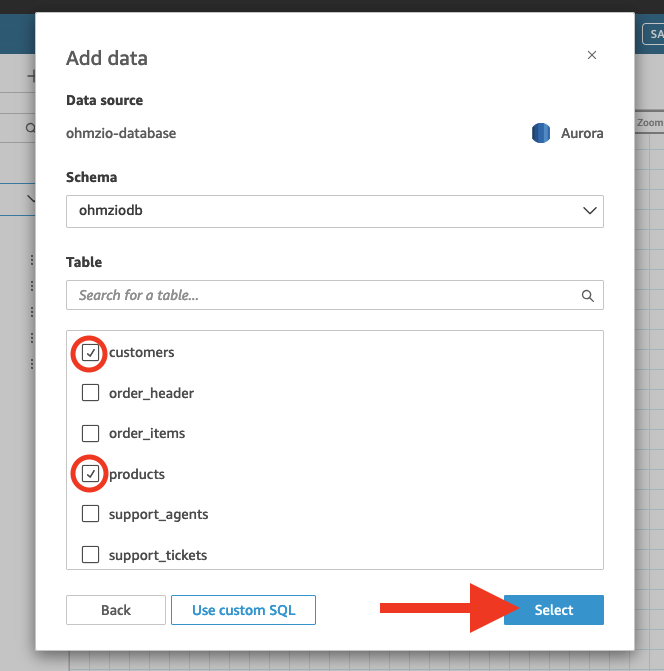 SA
Add data
Data source
ohmzio-database
Aurora
Schema
ohmziodb
Zoom
Table
Search for a table...
customers
order_header
order_items
products
support_agents
support_tickets
Back
Use custom SQL
Select